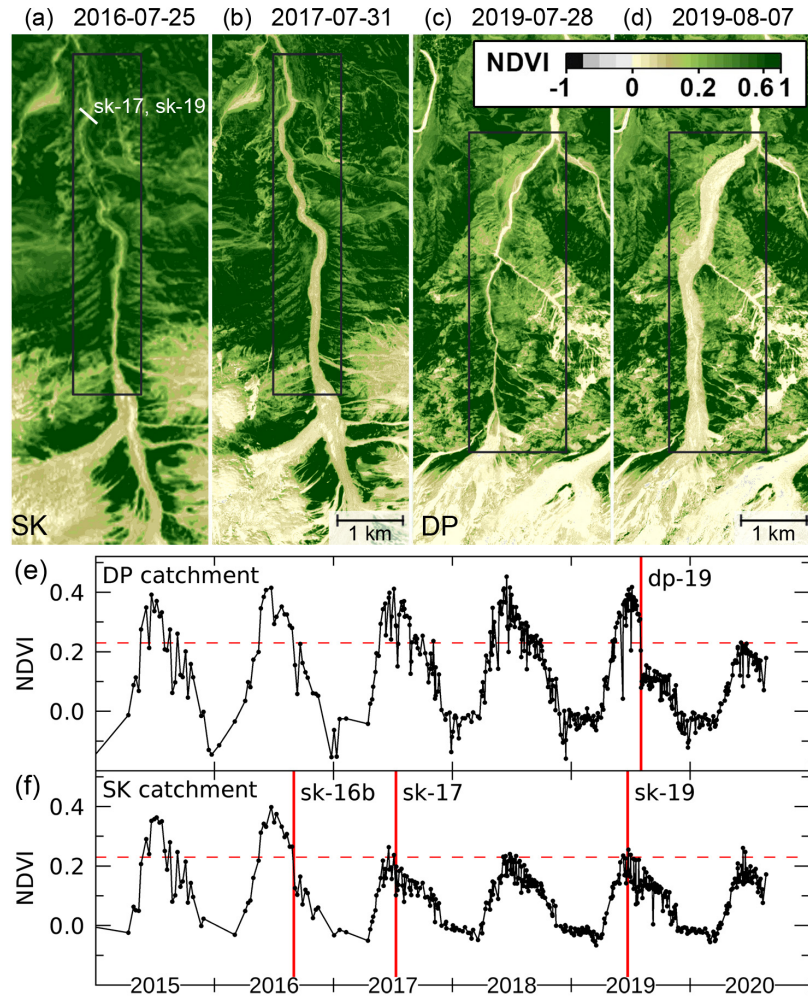 (a) 2016-07-25
(b) 2017-07-31
(c) 2019-07-28
(d) 2019-08-07
NDVI
-1 0 0.2 0.6 1
sk-17, sk-19
SK
1 km
DP
1 km
(e)
DP catchment
dp-19
0.4
0.2
0.0
NDVI
(f)
SK catchment
sk-16b
sk-17
sk-19
0.4
0.2
0.0
NDVI
2015 2016 2017 2018 2019 2020